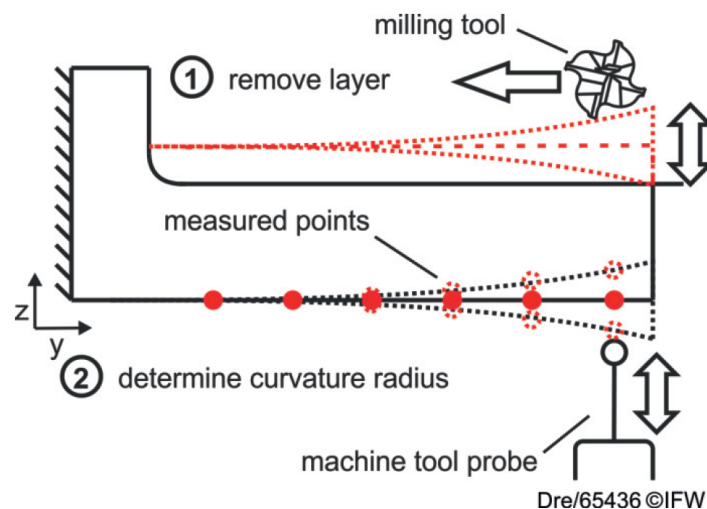 milling tool
1 remove layer
measured points
z
y
2 determine curvature radius
machine tool probe
Dre/65436 ©IFW